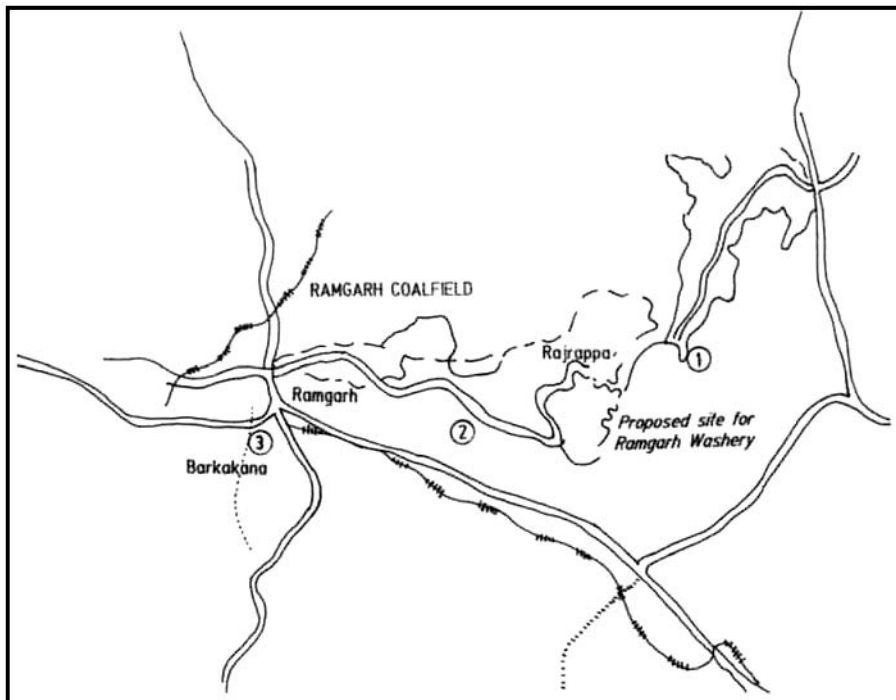 RAMGARH COALFIELD
Rajrappa
1
Ramgarh
2
Proposed site for
Ramgarh Washery
3
Barkakana